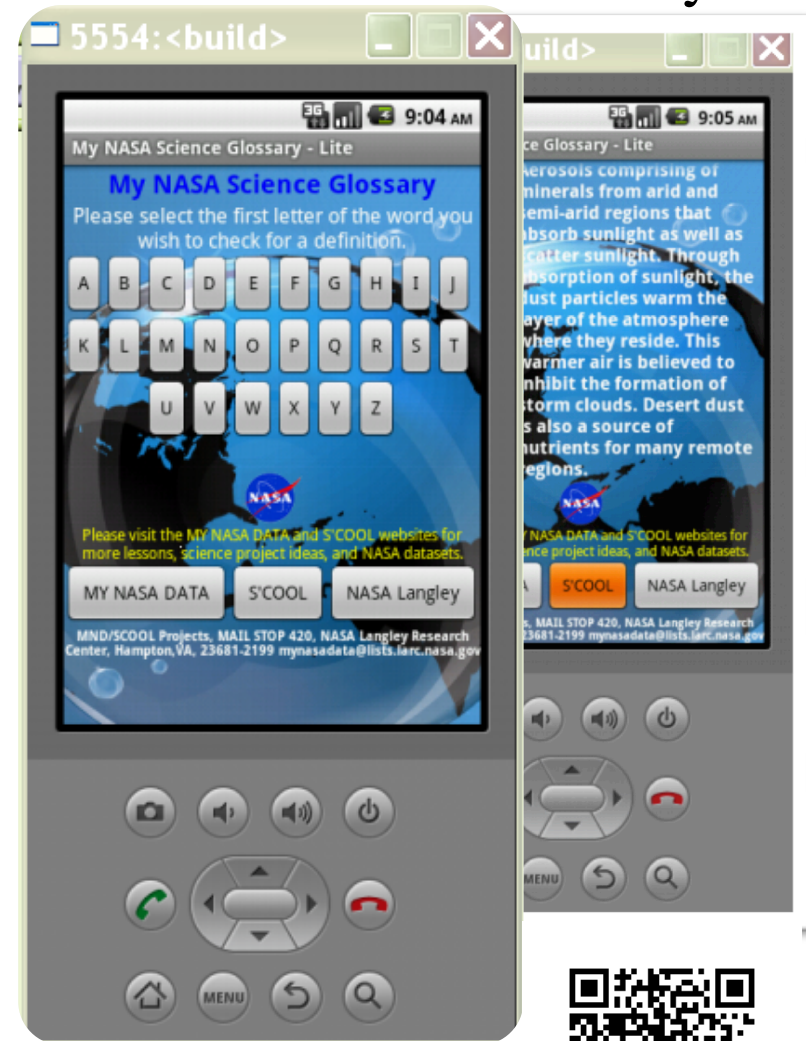 5554:<build>
3G
9:04 AM
My NASA Science Glossary - Lite
My NASA Science Glossary
Please select the first letter of the word you
wish to check for a definition.
A B C D E F G H I J
K L M N O P Q R S T
U V W X Y Z
NASA
Please visit the MY NASA DATA and S'COOL websites for
more lessons, science project ideas, and NASA datasets.
MY NASA DATA S'COOL NASA Langley
MND/SCOOL Projects, MAIL STOP 420, NASA Langley Research
Center, Hampton,VA, 23681-2199 mynasadata@lists.larc.nasa.gov
MENU
uild>
3G
9:05 AM
ce Glossary - Lite
Aerosols comprising of
minerals from arid and
semi-arid regions that
absorb sunlight as well as
scatter sunlight. Through
absorption of sunlight, the
dust particles warm the
layer of the atmosphere
where they reside. This
warmer air is believed to
inhibit the formation of
storm clouds. Desert dust
is also a source of
nutrients for many remote
regions.
NASA
NASA DATA and S'COOL websites for
ence project ideas, and NASA datasets.
A S'COOL NASA Langley
s, MAIL STOP 420, NASA Langley Research
23681-2199 mynasadata@lists.larc.nasa.gov
MENU